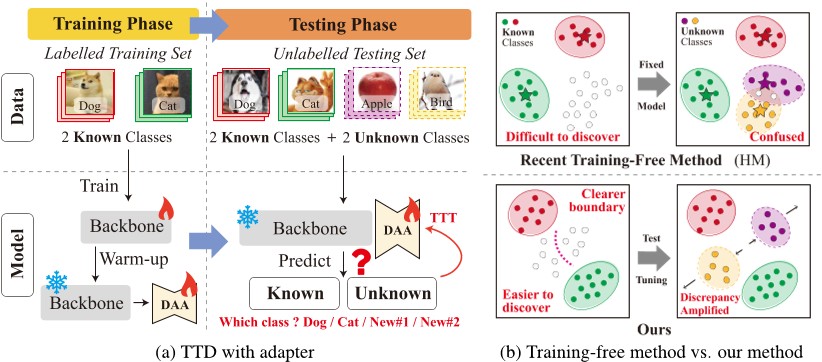 Training Phase
Testing Phase
Labelled Training Set
Unlabelled Testing Set
Data
Dog
Cat
Dog
Cat
Apple
Bird
2 Known Classes
2 Known Classes + 2 Unknown Classes
Model
Train
Backbone
Warm-up
Backbone
DAA
Backbone
DAA
TTT
Predict
?
Known
Unknown
Which class ? Dog / Cat / New#1 / New#2
(a) TTD with adapter
Known
Classes
Difficult to discover
Fixed
Model
Unknown
Classes
Confused
Recent Training-Free Method (HM)
Clearer
boundary
Easier to
discover
Test
Tuning
Discrepancy
Amplified
Ours
(b) Training-free method vs. our method